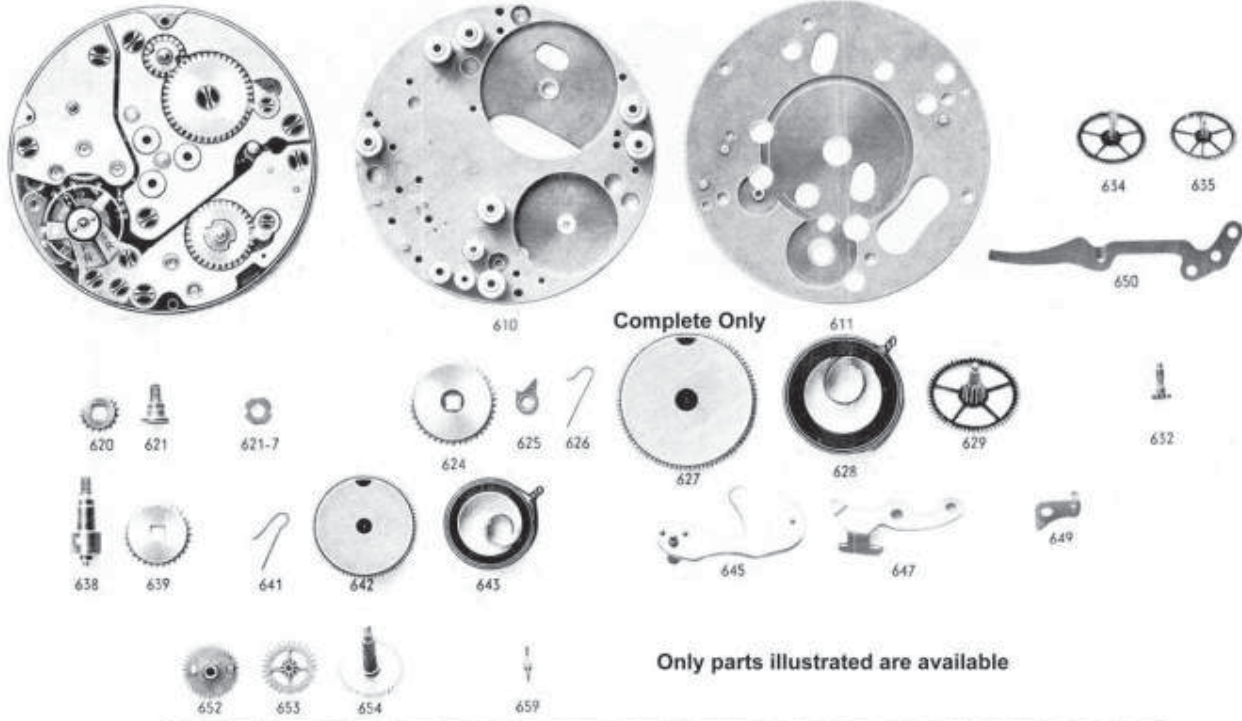 634 635
650
610 Complete Only 611
620 621 621-7 624 625 626 627 628 629 632
638 639 641 642 643 645 647 649
652 653 654 659
Only parts illustrated are available